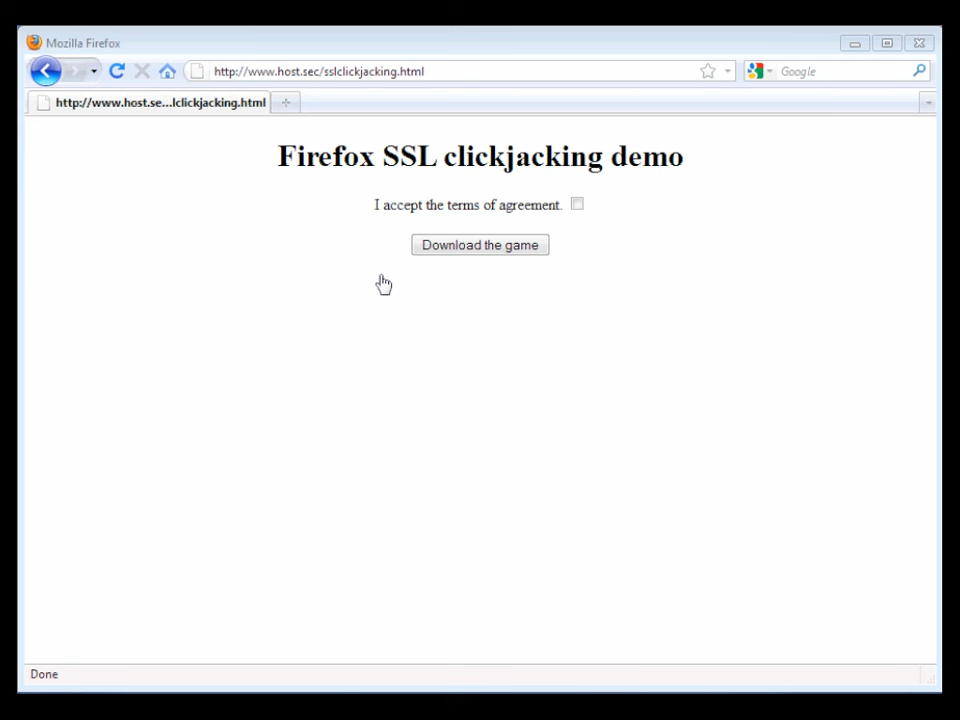 Mozilla Firefox
http://www.host.sec/sslclickjacking.html
Google
http://www.host.se...lclickjacking.html
Firefox SSL clickjacking demo
I accept the terms of agreement.
Download the game
Done